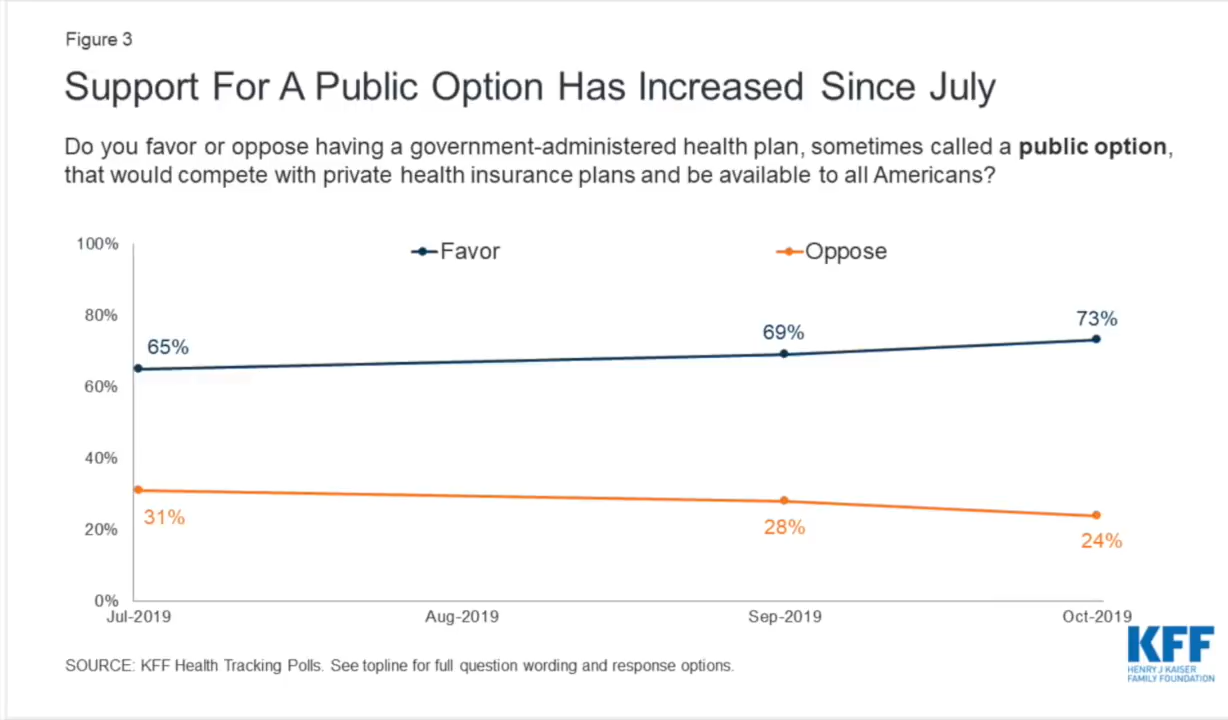 Figure 3
Support For A Public Option Has Increased Since July
Do you favor or oppose having a government-administered health plan, sometimes called a public option,
that would compete with private health insurance plans and be available to all Americans?
100%
Favor
Oppose
80%
65%
69%
73%
60%
40%
31%
28%
24%
20%
0%
Jul-2019
Aug-2019
Sep-2019
Oct-2019
SOURCE: KFF Health Tracking Polls. See topline for full question wording and response options.
KFF
HENRY J KAISER
FAMILY FOUNDATION